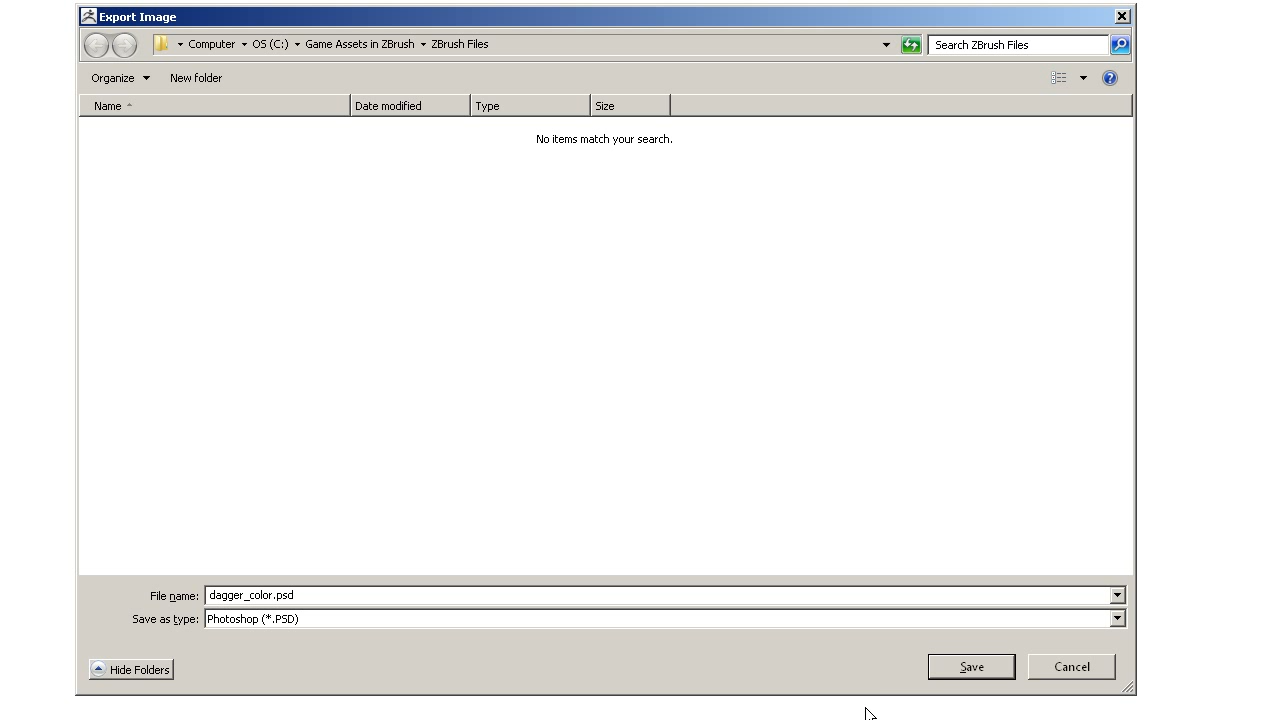 Export Image
Computer OS (C:) Game Assets in ZBrush ZBrush Files Search ZBrush Files
Organize New folder
Name Date modified Type Size
No items match your search.
File name: dagger_color.psd
Save as type: Photoshop (*.PSD)
Hide Folders Save Cancel